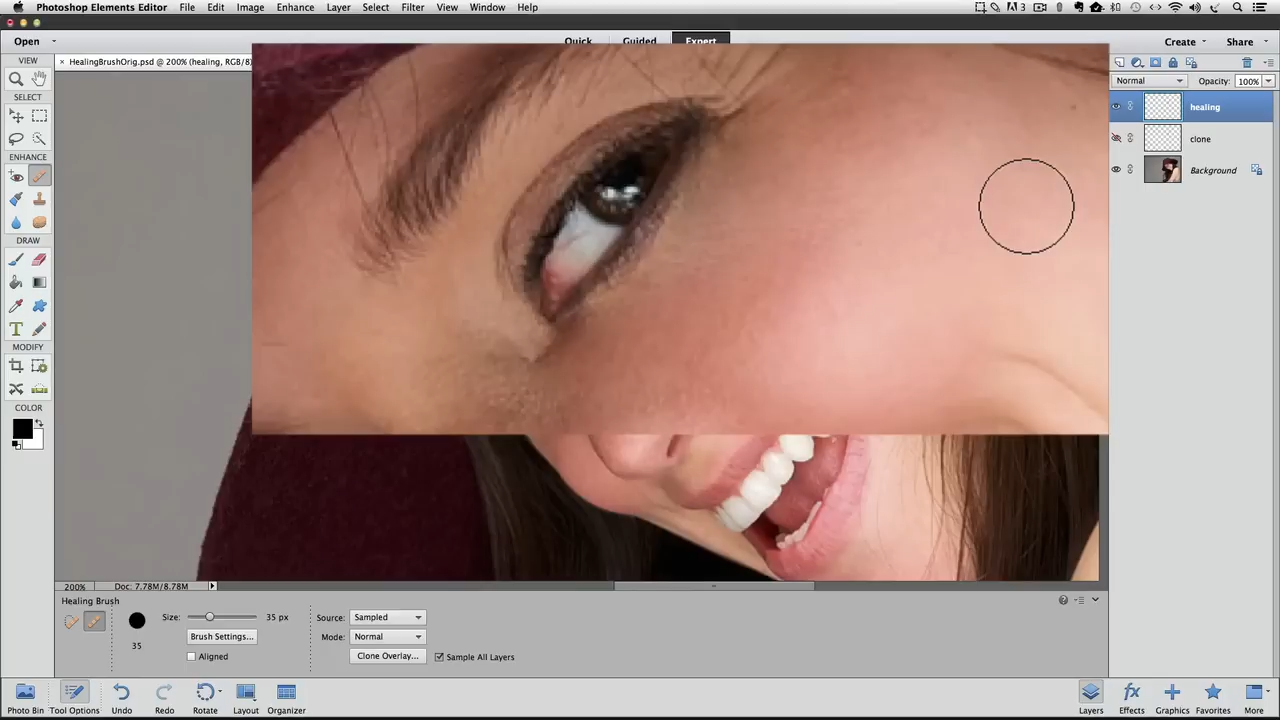 Photoshop Elements Editor File Edit Image Enhance Layer Select Filter View Window Help
Open Quick Guided Expert Create Share
VIEW × HealingBrushOrig.psd @ 200% (healing, RGB/8)
Normal Opacity: 100%
SELECT
healing
clone
ENHANCE
Background
DRAW
T
MODIFY
COLOR
200% Doc: 7.78M/8.78M
Healing Brush
Size: 35 px Source: Sampled
Brush Settings... Mode: Normal
35
Aligned Clone Overlay... Sample All Layers
Photo Bin Tool Options Undo Redo Rotate Layout Organizer Layers Effects Graphics Favorites More